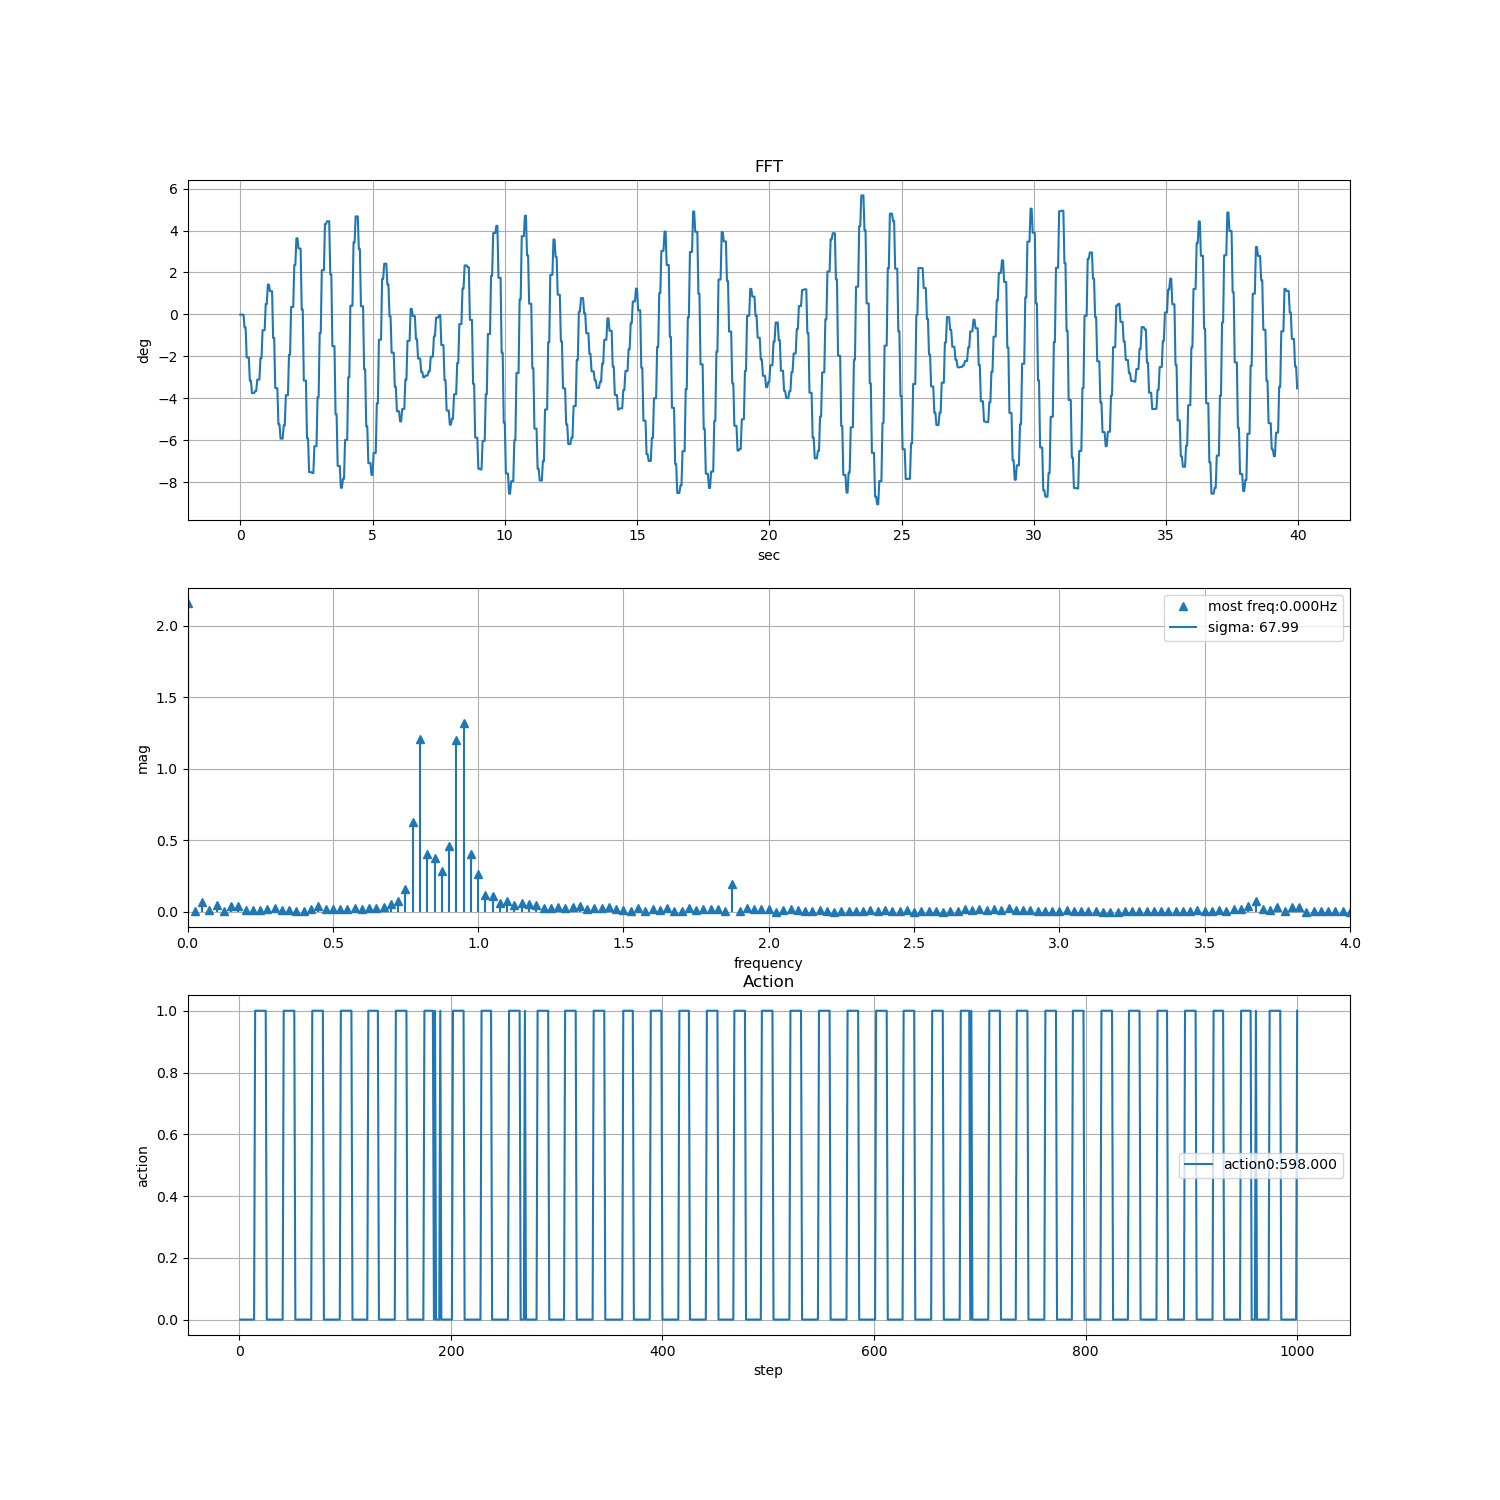 FFT
6
4
2
0
−2
−4
−6
−8
deg
0 5 10 15 20 25 30 35 40
sec
2.0
1.5
1.0
0.5
0.0
mag
most freq:0.000Hz
sigma: 67.99
0.0 0.5 1.0 1.5 2.0 2.5 3.0 3.5 4.0
frequency
Action
1.0
0.8
0.6
0.4
0.2
0.0
action
action0:598.000
0 200 400 600 800 1000
step